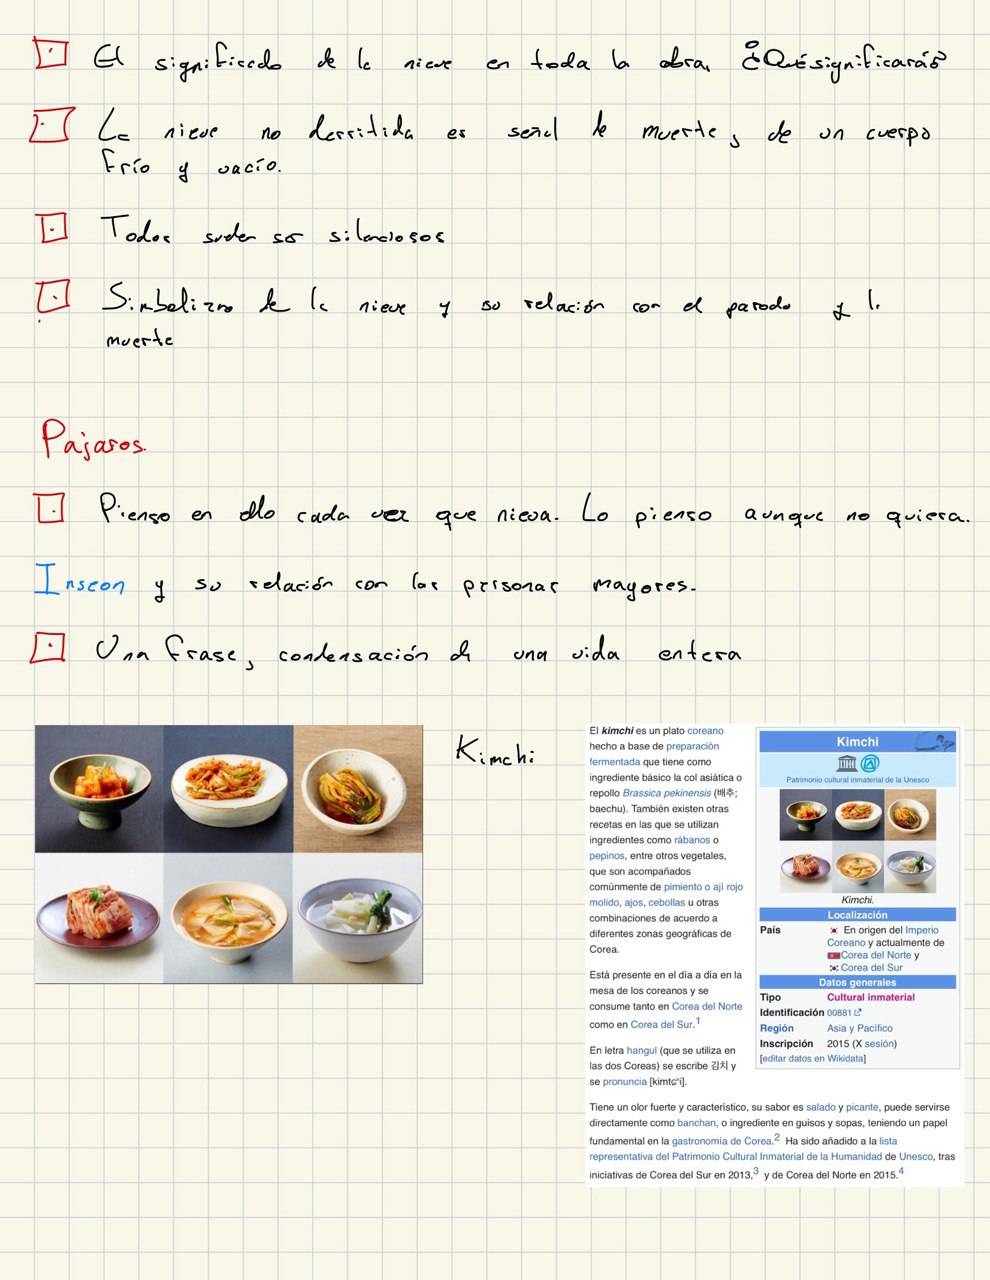 El significado de la nieve en toda la obra, ¿Qué significará?
La nieve no derritida es señal de muerte, de un cuerpo
frío y vacío.
Todos suelen ser silenciosos
Simbolizmo de la nieve y su relación con el pasado y la
muerte
Pajaros.
Pienso en ello cada vez que nieva. Lo pienso aunque no quiera.
Inseon y su relación con las personas mayores.
Una frase, condensación de una vida entera
Kimchi
El kimchi es un plato coreano
hecho a base de preparación
fermentada que tiene como
ingrediente básico la col asiática o
repollo Brassica pekinensis (배추;
baechu). También existen otras
recetas en las que se utilizan
ingredientes como rábanos o
pepinos, entre otros vegetales,
que son acompañados
comúnmente de pimiento o ají rojo
molido, ajos, cebollas u otras
combinaciones de acuerdo a
diferentes zonas geográficas de
Corea.
Está presente en el día a día en la
mesa de los coreanos y se
consume tanto en Corea del Norte
como en Corea del Sur.1
En letra hangul (que se utiliza en
las dos Coreas) se escribe 김치 y
se pronuncia [kimtɕʰi].
Kimchi
Patrimonio cultural inmaterial de la Unesco
Kimchi.
Localización
País En origen del Imperio
Coreano y actualmente de
Corea del Norte y
Corea del Sur
Datos generales
Tipo Cultural inmaterial
Identificación 00881
Región Asia y Pacífico
Inscripción 2015 (X sesión)
[editar datos en Wikidata]
Tiene un olor fuerte y característico, su sabor es salado y picante, puede servirse
directamente como banchan, o ingrediente en guisos y sopas, teniendo un papel
fundamental en la gastronomía de Corea.2 Ha sido añadido a la lista
representativa del Patrimonio Cultural Inmaterial de la Humanidad de Unesco, tras
iniciativas de Corea del Sur en 2013,3 y de Corea del Norte en 2015.4